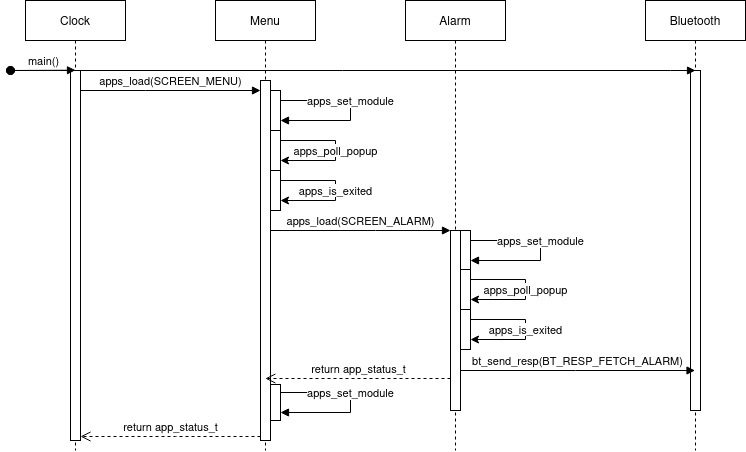 Clock
Menu
Alarm
Bluetooth
main()
apps_load(SCREEN_MENU)
apps_set_module
apps_poll_popup
apps_is_exited
apps_load(SCREEN_ALARM)
apps_set_module
apps_poll_popup
apps_is_exited
bt_send_resp(BT_RESP_FETCH_ALARM)
return app_status_t
apps_set_module
return app_status_t